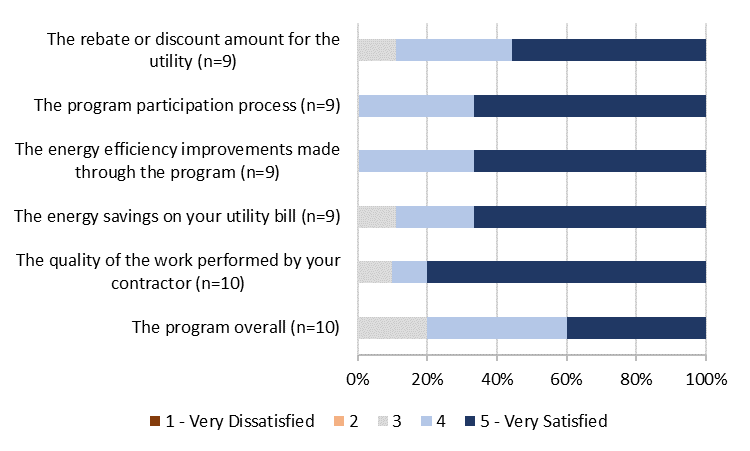 The rebate or discount amount for the
utility (n=9)
The program participation process (n=9)
The energy efficiency improvements made
through the program (n=9)
The energy savings on your utility bill (n=9)
The quality of the work performed by your
contractor (n=10)
The program overall (n=10)
0% 20% 40% 60% 80% 100%
1 - Very Dissatisfied 2 3 4 5 - Very Satisfied